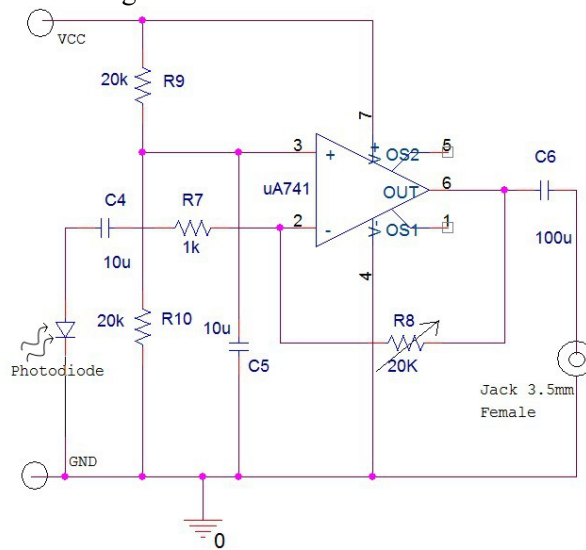 VCC
20k
R9
7
3
+
V+
OS2
5
uA741
OUT
6
C6
C4
R7
2
-
V-
OS1
1
10u
1k
4
100u
20k
R10
10u
R8
20K
C5
Photodiode
Jack 3.5mm
Female
GND
0